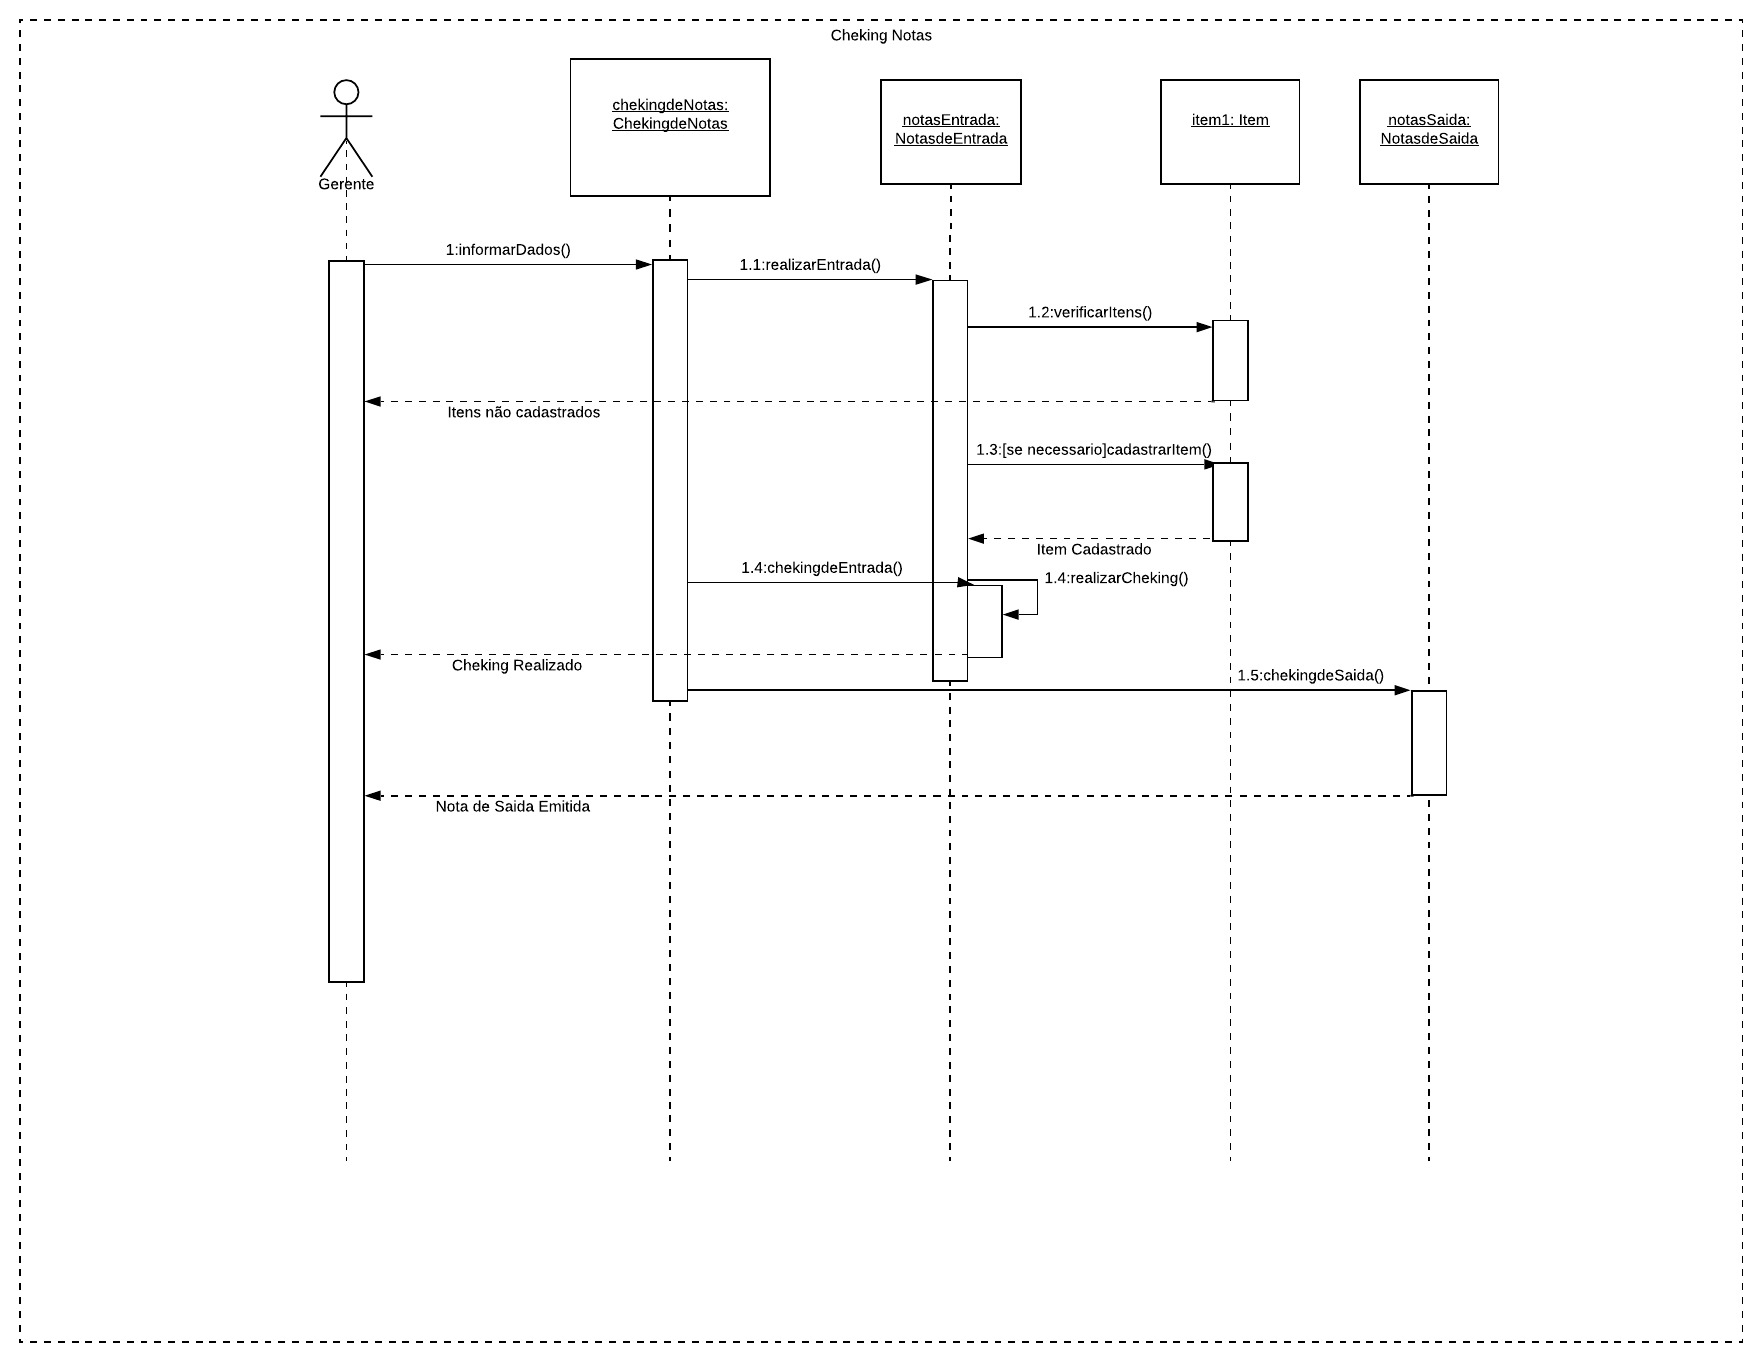 Cheking Notas
Gerente
chekingdeNotas:
ChekingdeNotas
notasEntrada:
NotasdeEntrada
item1: Item
notasSaida:
NotasdeSaida
1:informarDados()
1.1:realizarEntrada()
1.2:verificarItens()
Itens não cadastrados
1.3:[se necessario]cadastrarItem()
Item Cadastrado
1.4:chekingdeEntrada()
1.4:realizarCheking()
Cheking Realizado
1.5:chekingdeSaida()
Nota de Saida Emitida